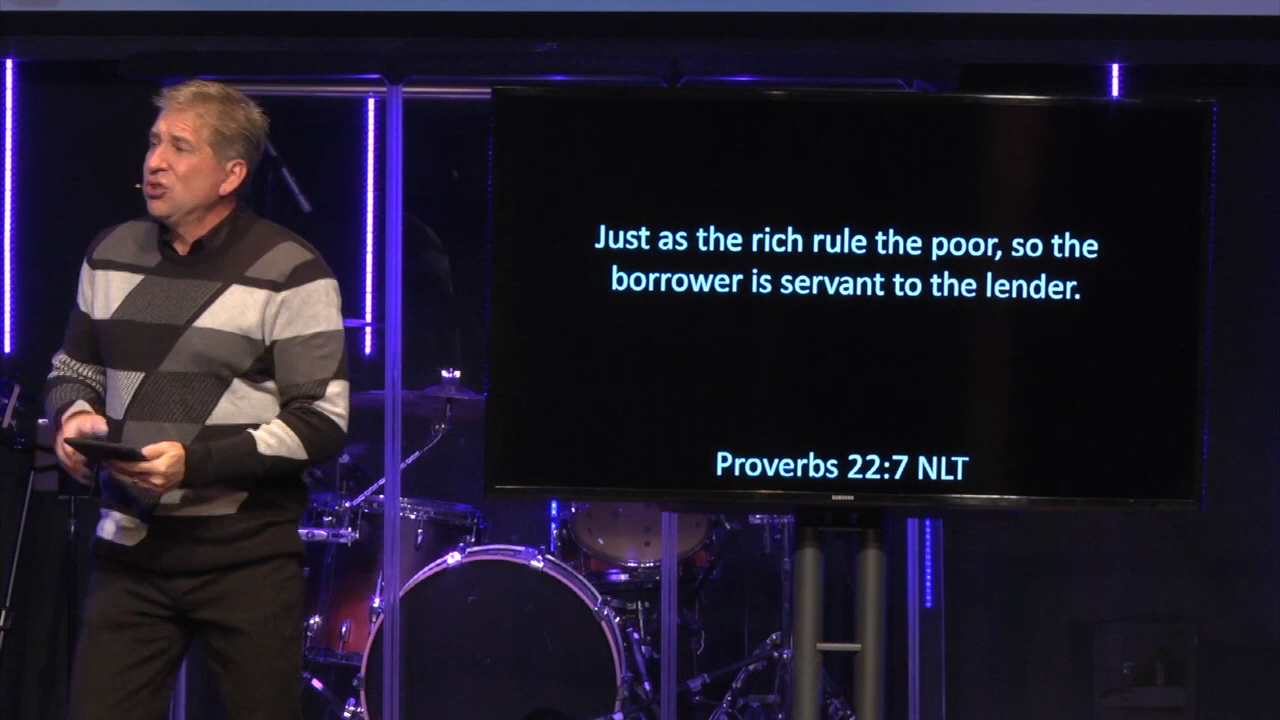 Just as the rich rule the poor, so the
borrower is servant to the lender.
Proverbs 22:7 NLT